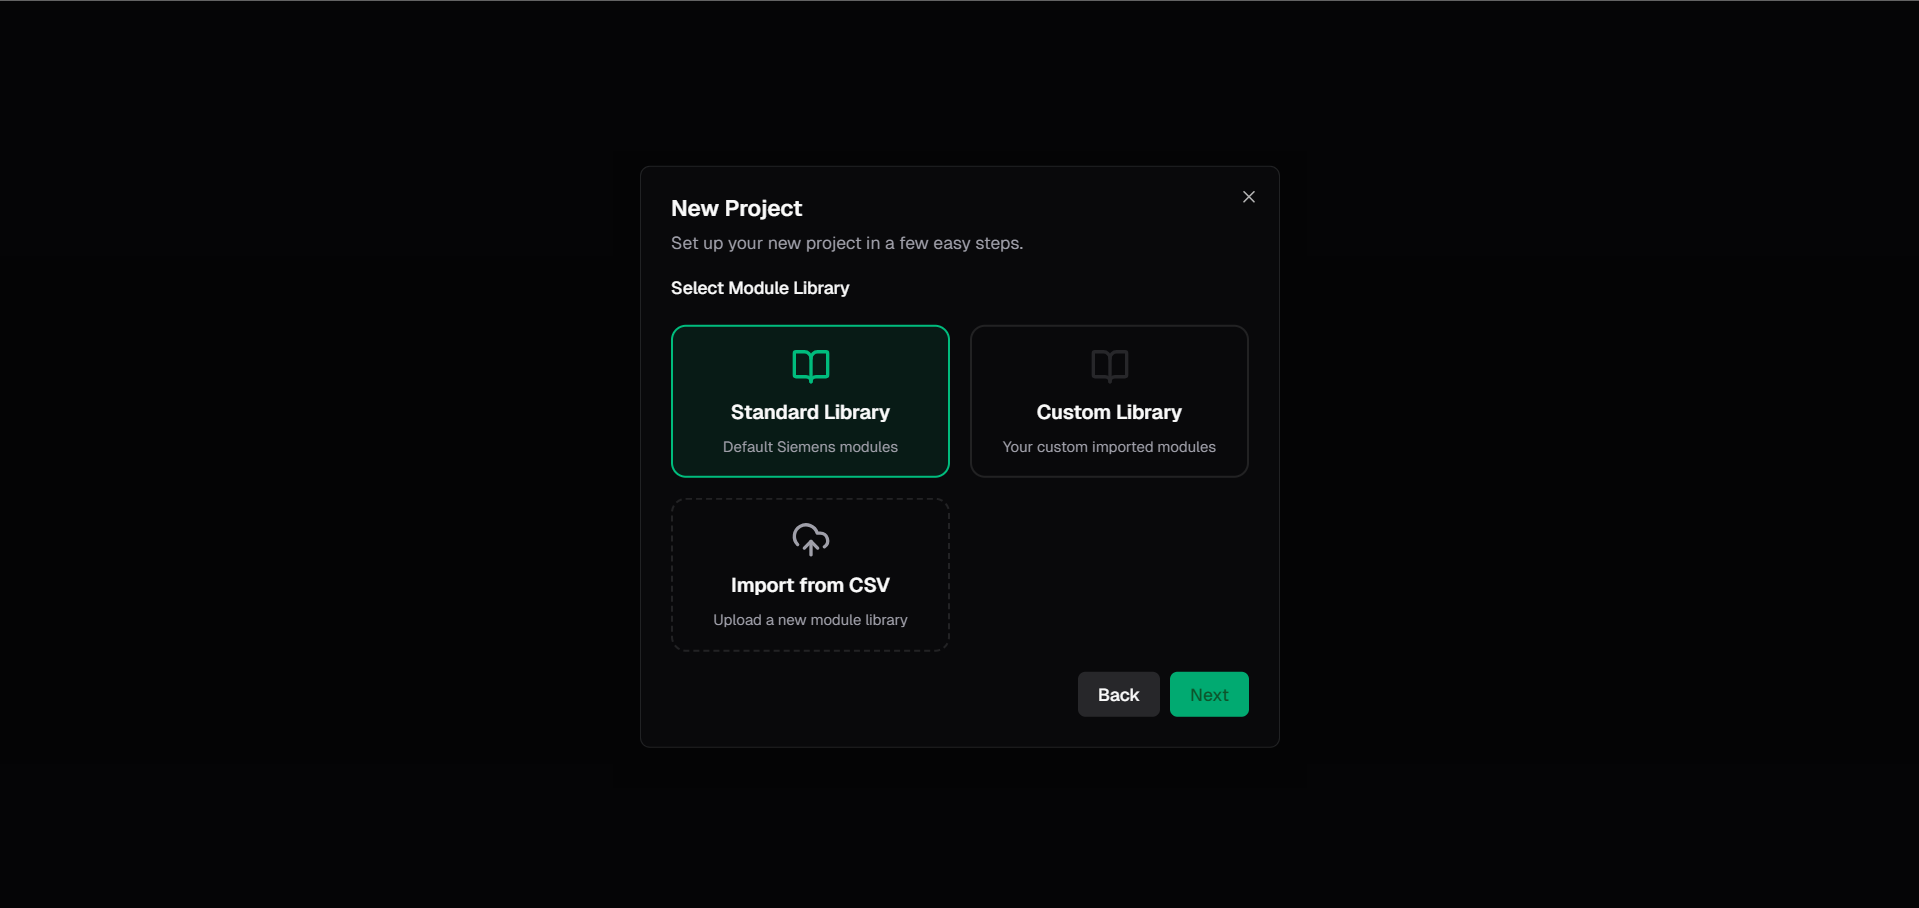 New Project
Set up your new project in a few easy steps.
Select Module Library
Standard Library
Default Siemens modules
Custom Library
Your custom imported modules
Import from CSV
Upload a new module library
Back
Next